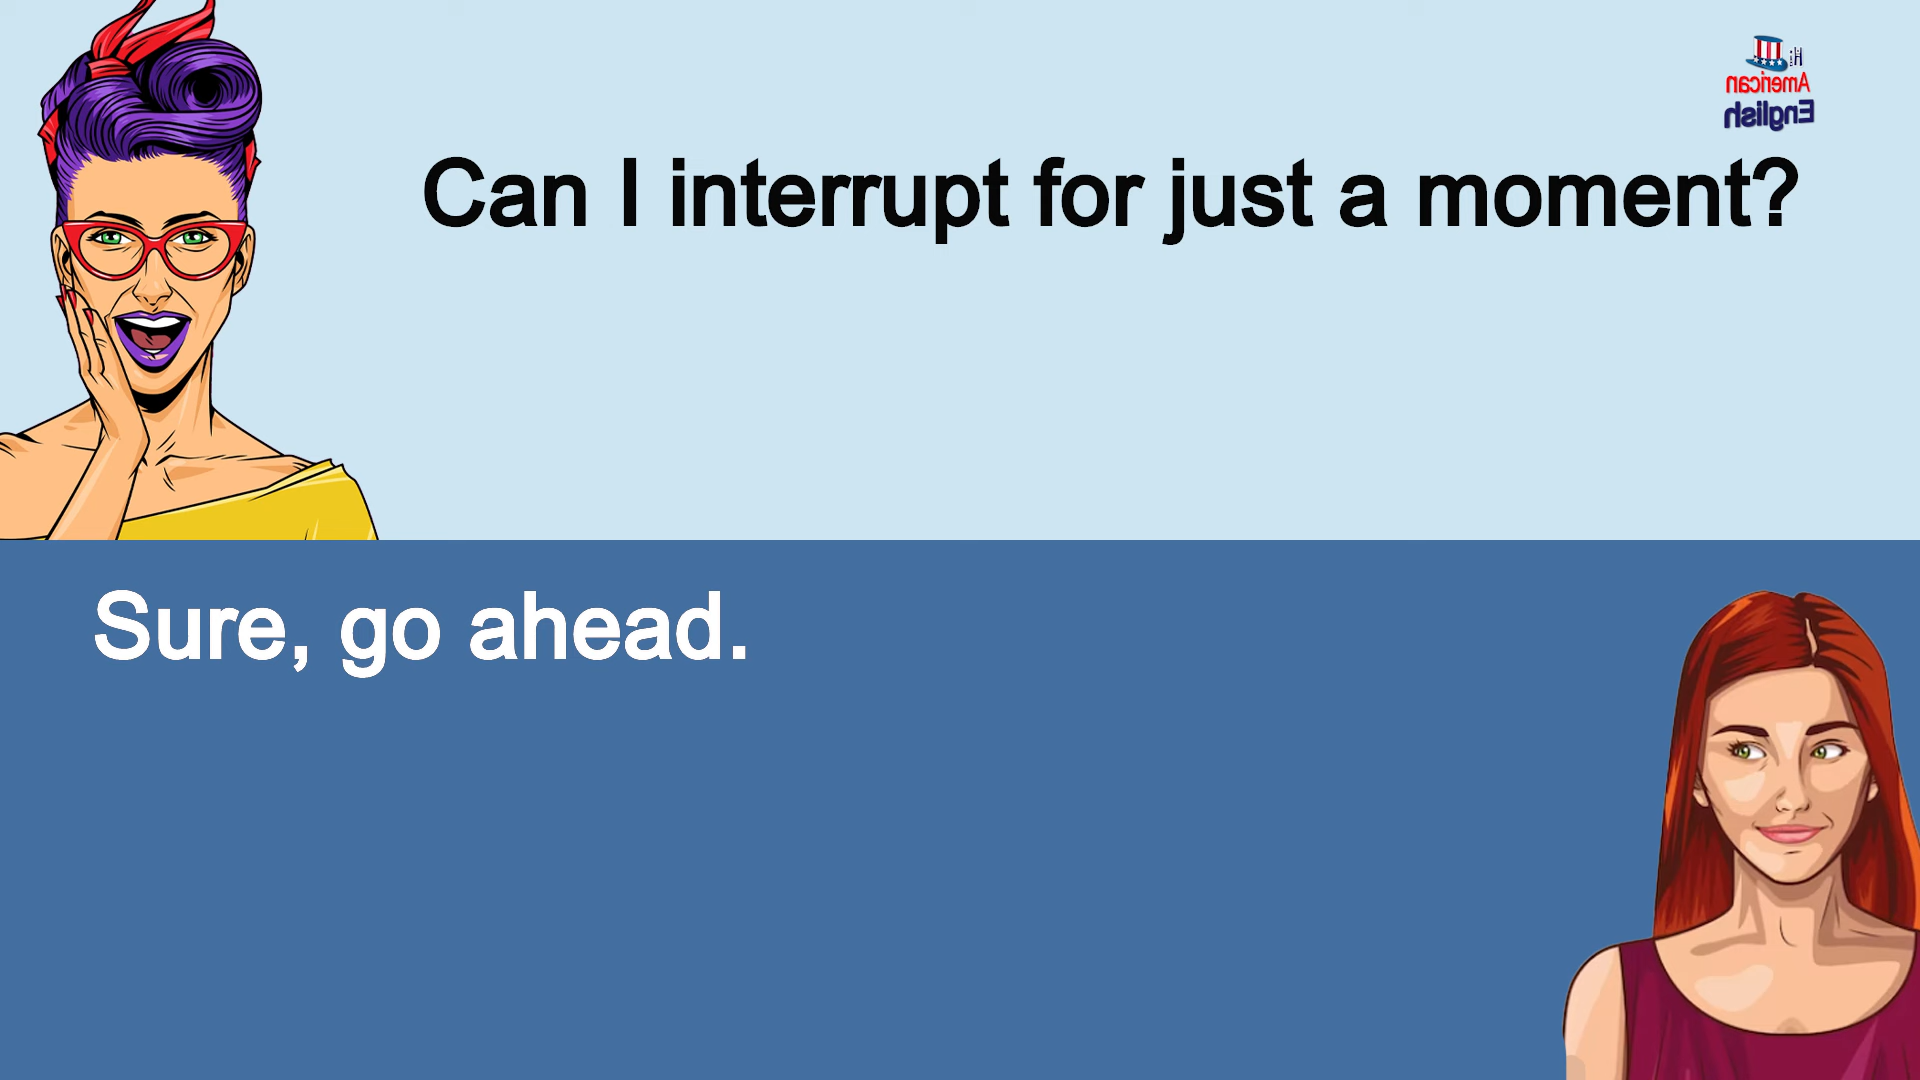 Hi
American
English
Can I interrupt for just a moment?
Sure, go ahead.